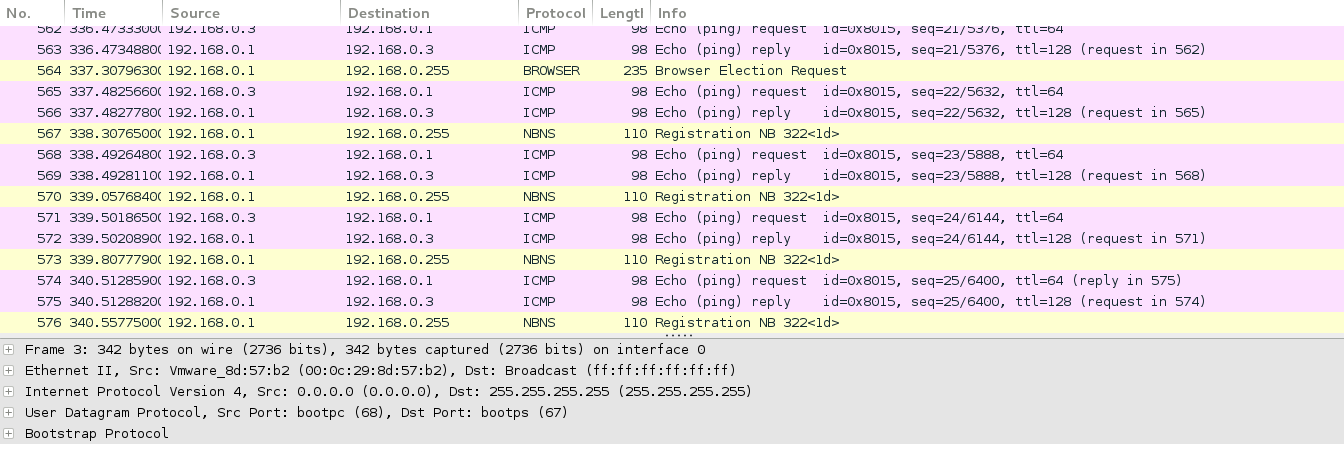 No. Time Source Destination Protocol Lengtl Info
562 336.47333000 192.168.0.3 192.168.0.1 ICMP 98 Echo (ping) request id=0x8015, seq=21/5376, ttl=64
563 336.47348800 192.168.0.1 192.168.0.3 ICMP 98 Echo (ping) reply id=0x8015, seq=21/5376, ttl=128 (request in 562)
564 337.30796300 192.168.0.1 192.168.0.255 BROWSER 235 Browser Election Request
565 337.48256600 192.168.0.3 192.168.0.1 ICMP 98 Echo (ping) request id=0x8015, seq=22/5632, ttl=64
566 337.48277800 192.168.0.1 192.168.0.3 ICMP 98 Echo (ping) reply id=0x8015, seq=22/5632, ttl=128 (request in 565)
567 338.30765000 192.168.0.1 192.168.0.255 NBNS 110 Registration NB 322<1d>
568 338.49264800 192.168.0.3 192.168.0.1 ICMP 98 Echo (ping) request id=0x8015, seq=23/5888, ttl=64
569 338.49281100 192.168.0.1 192.168.0.3 ICMP 98 Echo (ping) reply id=0x8015, seq=23/5888, ttl=128 (request in 568)
570 339.05768400 192.168.0.1 192.168.0.255 NBNS 110 Registration NB 322<1d>
571 339.50186500 192.168.0.3 192.168.0.1 ICMP 98 Echo (ping) request id=0x8015, seq=24/6144, ttl=64
572 339.50208900 192.168.0.1 192.168.0.3 ICMP 98 Echo (ping) reply id=0x8015, seq=24/6144, ttl=128 (request in 571)
573 339.80777900 192.168.0.1 192.168.0.255 NBNS 110 Registration NB 322<1d>
574 340.51285900 192.168.0.3 192.168.0.1 ICMP 98 Echo (ping) request id=0x8015, seq=25/6400, ttl=64 (reply in 575)
575 340.51288200 192.168.0.1 192.168.0.3 ICMP 98 Echo (ping) reply id=0x8015, seq=25/6400, ttl=128 (request in 574)
576 340.55775000 192.168.0.1 192.168.0.255 NBNS 110 Registration NB 322<1d>
Frame 3: 342 bytes on wire (2736 bits), 342 bytes captured (2736 bits) on interface 0
Ethernet II, Src: Vmware_8d:57:b2 (00:0c:29:8d:57:b2), Dst: Broadcast (ff:ff:ff:ff:ff:ff)
Internet Protocol Version 4, Src: 0.0.0.0 (0.0.0.0), Dst: 255.255.255.255 (255.255.255.255)
User Datagram Protocol, Src Port: bootpc (68), Dst Port: bootps (67)
Bootstrap Protocol